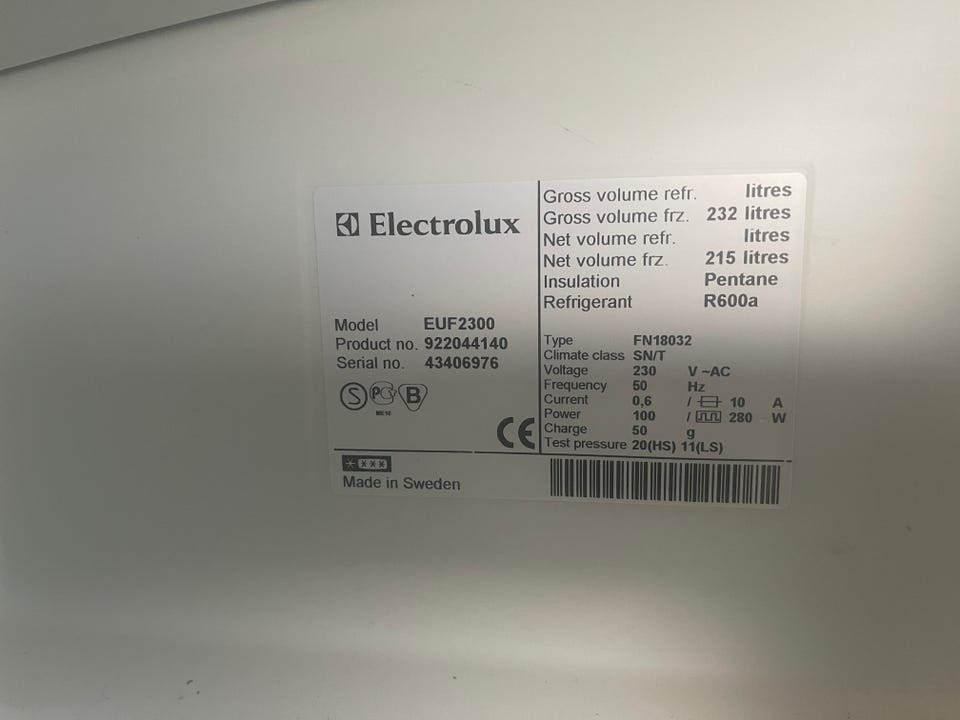 Electrolux
Model EUF2300
Product no. 922044140
Serial no. 43406976
S PC B
CE
*** 
Made in Sweden
Gross volume refr. litres
Gross volume frz. 232 litres
Net volume refr. litres
Net volume frz. 215 litres
Insulation Pentane
Refrigerant R600a
Type FN18032
Climate class SN/T
Voltage 230 V ~AC
Frequency 50 Hz
Current 0,6 / 10 A
Power 100 / 280 W
Charge 50 g
Test pressure 20(HS) 11(LS)